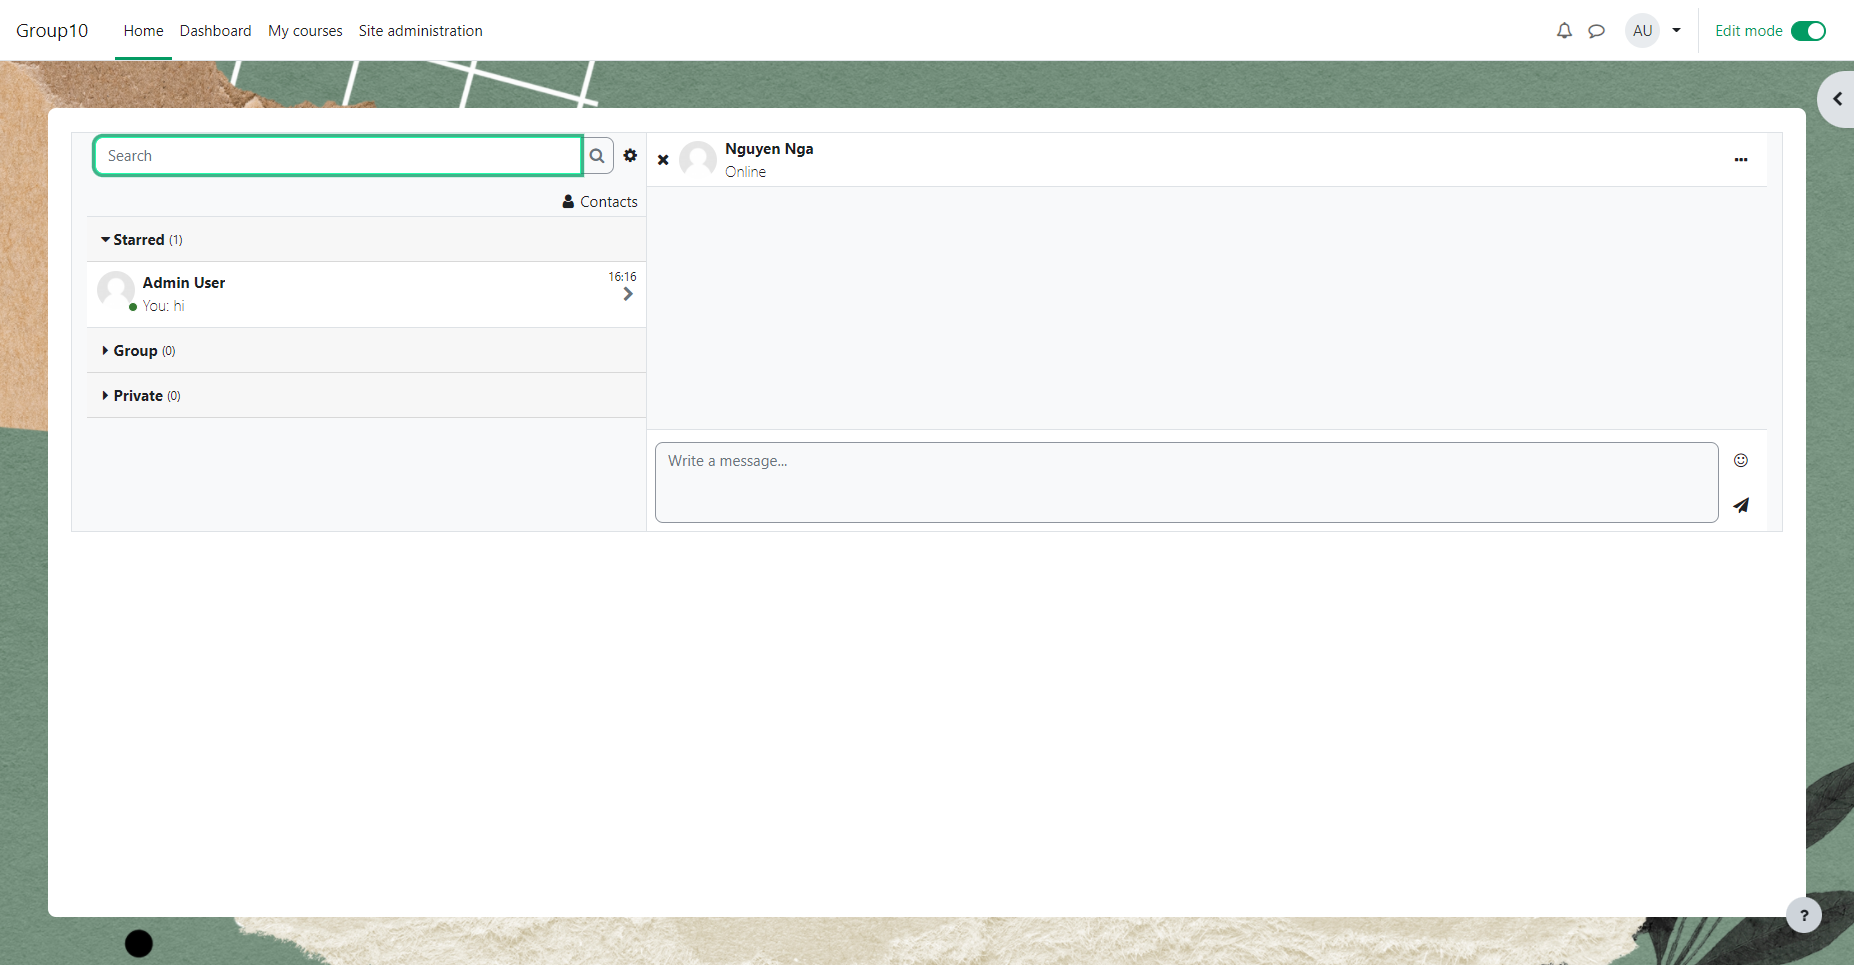 Group10 Home Dashboard My courses Site administration AU Edit mode
Search
Contacts
Starred (1)
Admin User 16:16
You: hi
Group (0)
Private (0)
Nguyen Nga
Online
Write a message...
?